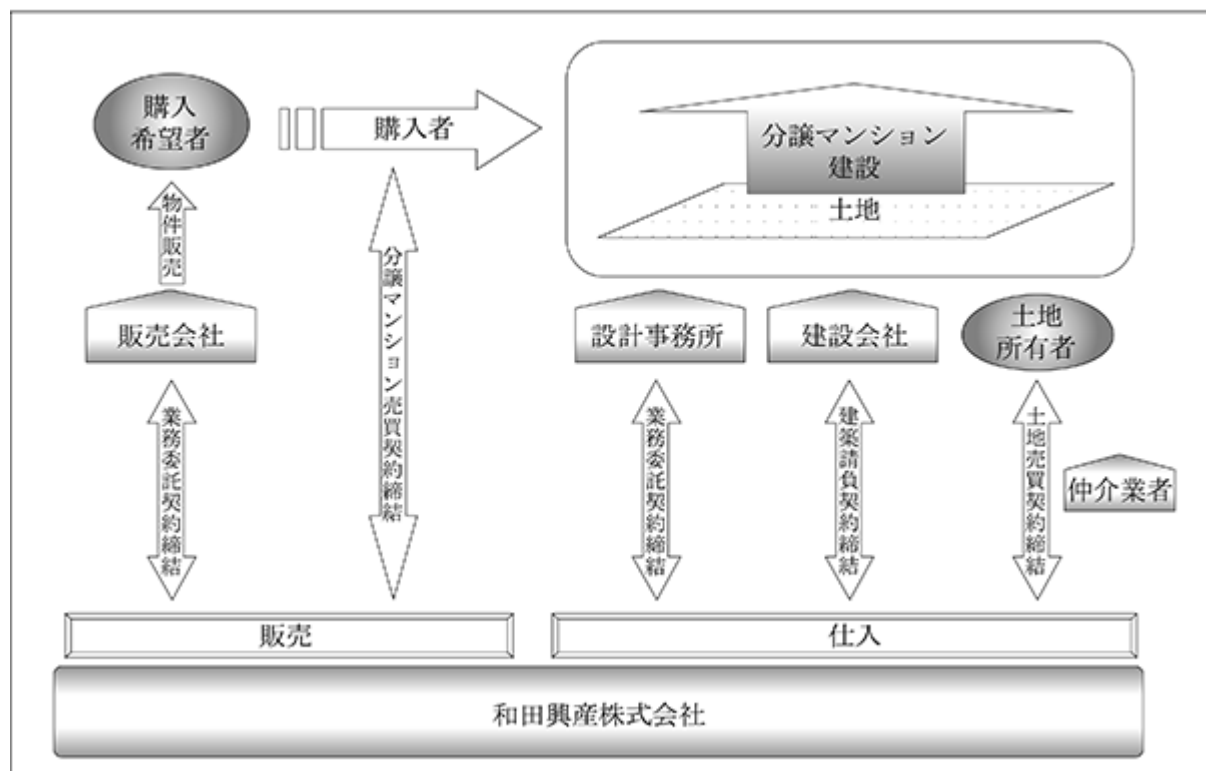 購入
希望者
購入者
分譲マンション
建設
土地
物件販売
分譲マンション売買契約締結
販売会社
設計事務所
建設会社
土地
所有者
業務委託契約締結
業務委託契約締結
建築請負契約締結
土地売買契約締結
仲介業者
販売
仕入
和田興産株式会社